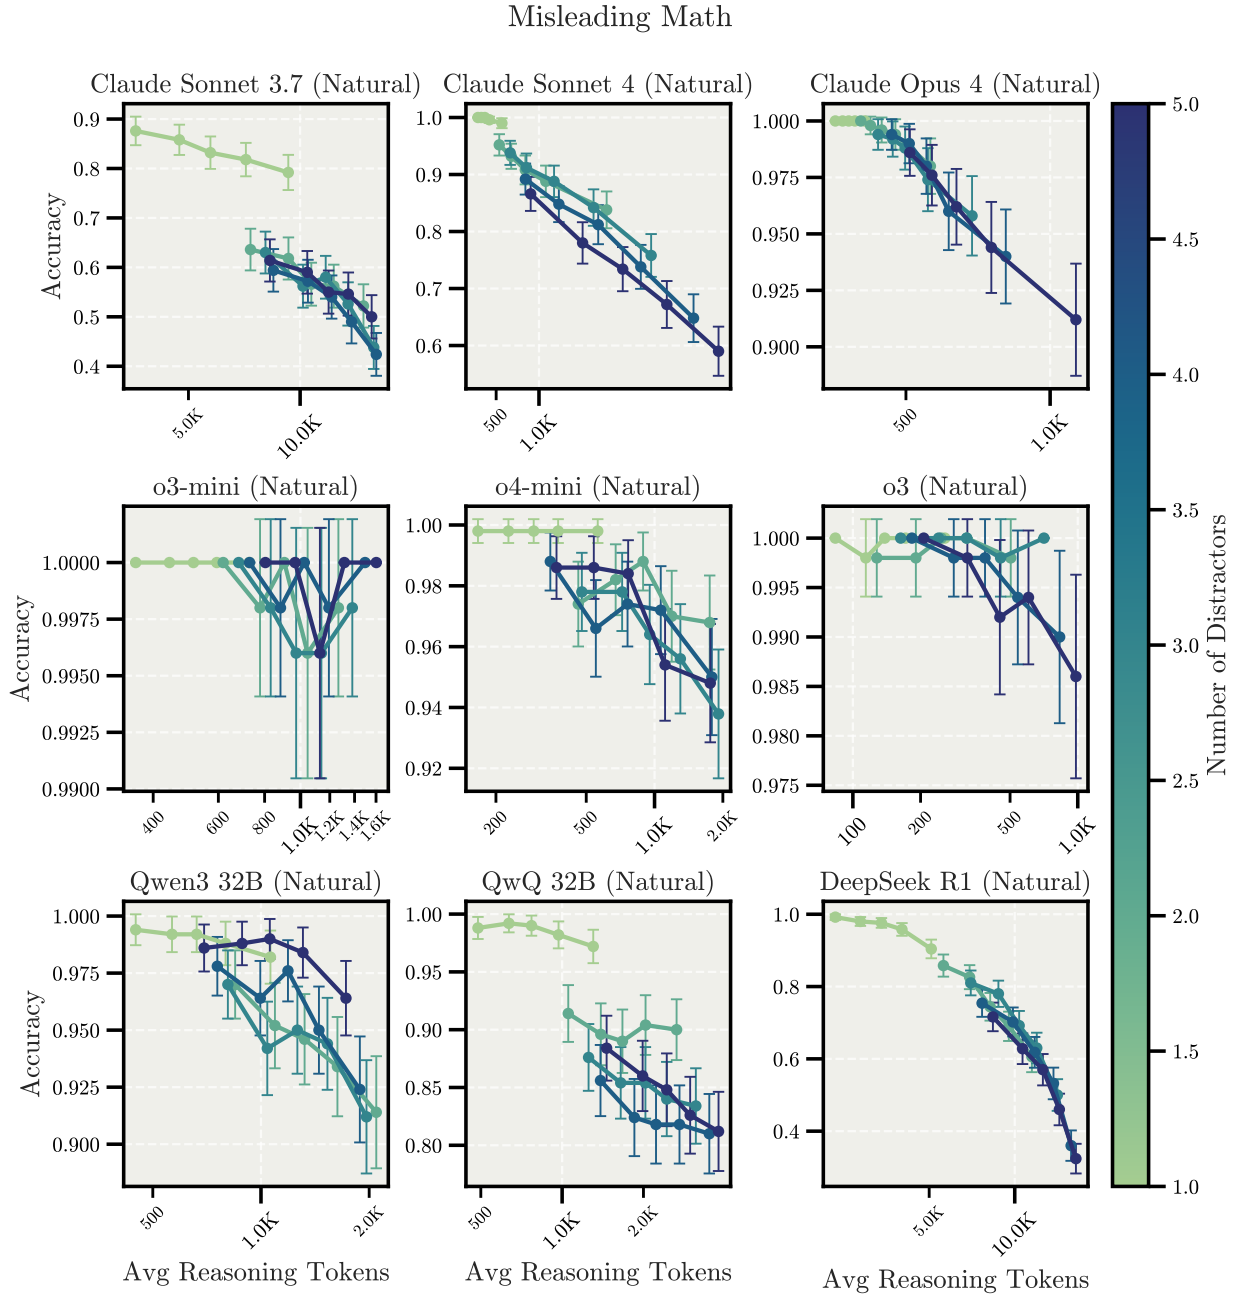 Misleading Math
Claude Sonnet 3.7 (Natural)
Claude Sonnet 4 (Natural)
Claude Opus 4 (Natural)
Accuracy
0.9
0.8
0.7
0.6
0.5
0.4
5.0K
10.0K
1.0
0.9
0.8
0.7
0.6
500
1.0K
1.000
0.975
0.950
0.925
0.900
500
1.0K
o3-mini (Natural)
o4-mini (Natural)
o3 (Natural)
Accuracy
1.0000
0.9975
0.9950
0.9925
0.9900
400
600
800
1.0K
1.2K
1.4K
1.6K
1.00
0.98
0.96
0.94
0.92
200
500
1.0K
2.0K
1.000
0.995
0.990
0.985
0.980
0.975
100
200
500
1.0K
Qwen3 32B (Natural)
QwQ 32B (Natural)
DeepSeek R1 (Natural)
Accuracy
1.000
0.975
0.950
0.925
0.900
500
1.0K
2.0K
Avg Reasoning Tokens
1.00
0.95
0.90
0.85
0.80
500
1.0K
2.0K
Avg Reasoning Tokens
1.0
0.8
0.6
0.4
5.0K
10.0K
Avg Reasoning Tokens
5.0
4.5
4.0
3.5
3.0
2.5
2.0
1.5
1.0
Number of Distractors